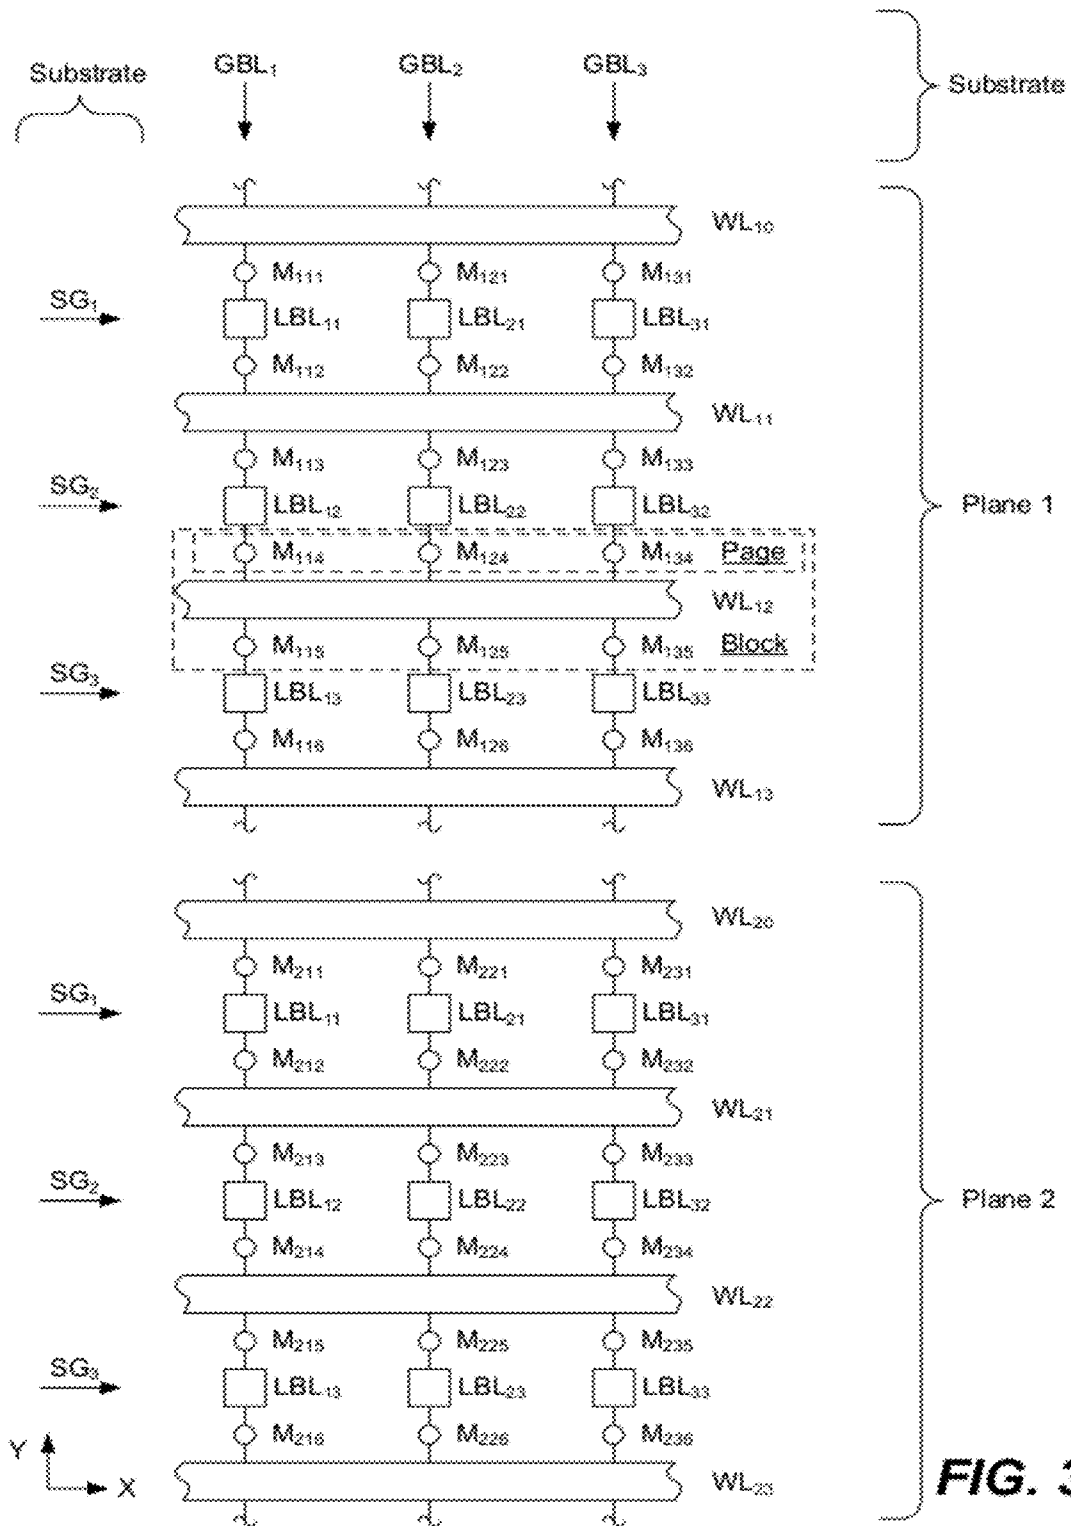 Substrate GBL₁ GBL₂ GBL₃ Substrate
WL₁₀
M₁₁₁ M₁₂₁ M₁₃₁
SG₁ LBL₁₁ LBL₂₁ LBL₃₁
M₁₁₂ M₁₂₂ M₁₃₂
WL₁₁
M₁₁₃ M₁₂₃ M₁₃₃
SG₂ LBL₁₂ LBL₂₂ LBL₃₂ Plane 1
M₁₁₄ M₁₂₄ M₁₃₄ Page
WL₁₂
M₁₁₅ M₁₂₅ M₁₃₅ Block
SG₃ LBL₁₃ LBL₂₃ LBL₃₃
M₁₁₆ M₁₂₆ M₁₃₆
WL₁₃
WL₂₀
M₂₁₁ M₂₂₁ M₂₃₁
SG₁ LBL₁₁ LBL₂₁ LBL₃₁
M₂₁₂ M₂₂₂ M₂₃₂
WL₂₁
M₂₁₃ M₂₂₃ M₂₃₃
SG₂ LBL₁₂ LBL₂₂ LBL₃₂ Plane 2
M₂₁₄ M₂₂₄ M₂₃₄
WL₂₂
M₂₁₅ M₂₂₅ M₂₃₅
SG₃ LBL₁₃ LBL₂₃ LBL₃₃
M₂₁₆ M₂₂₆ M₂₃₆
Y X WL₂₃ FIG. 3